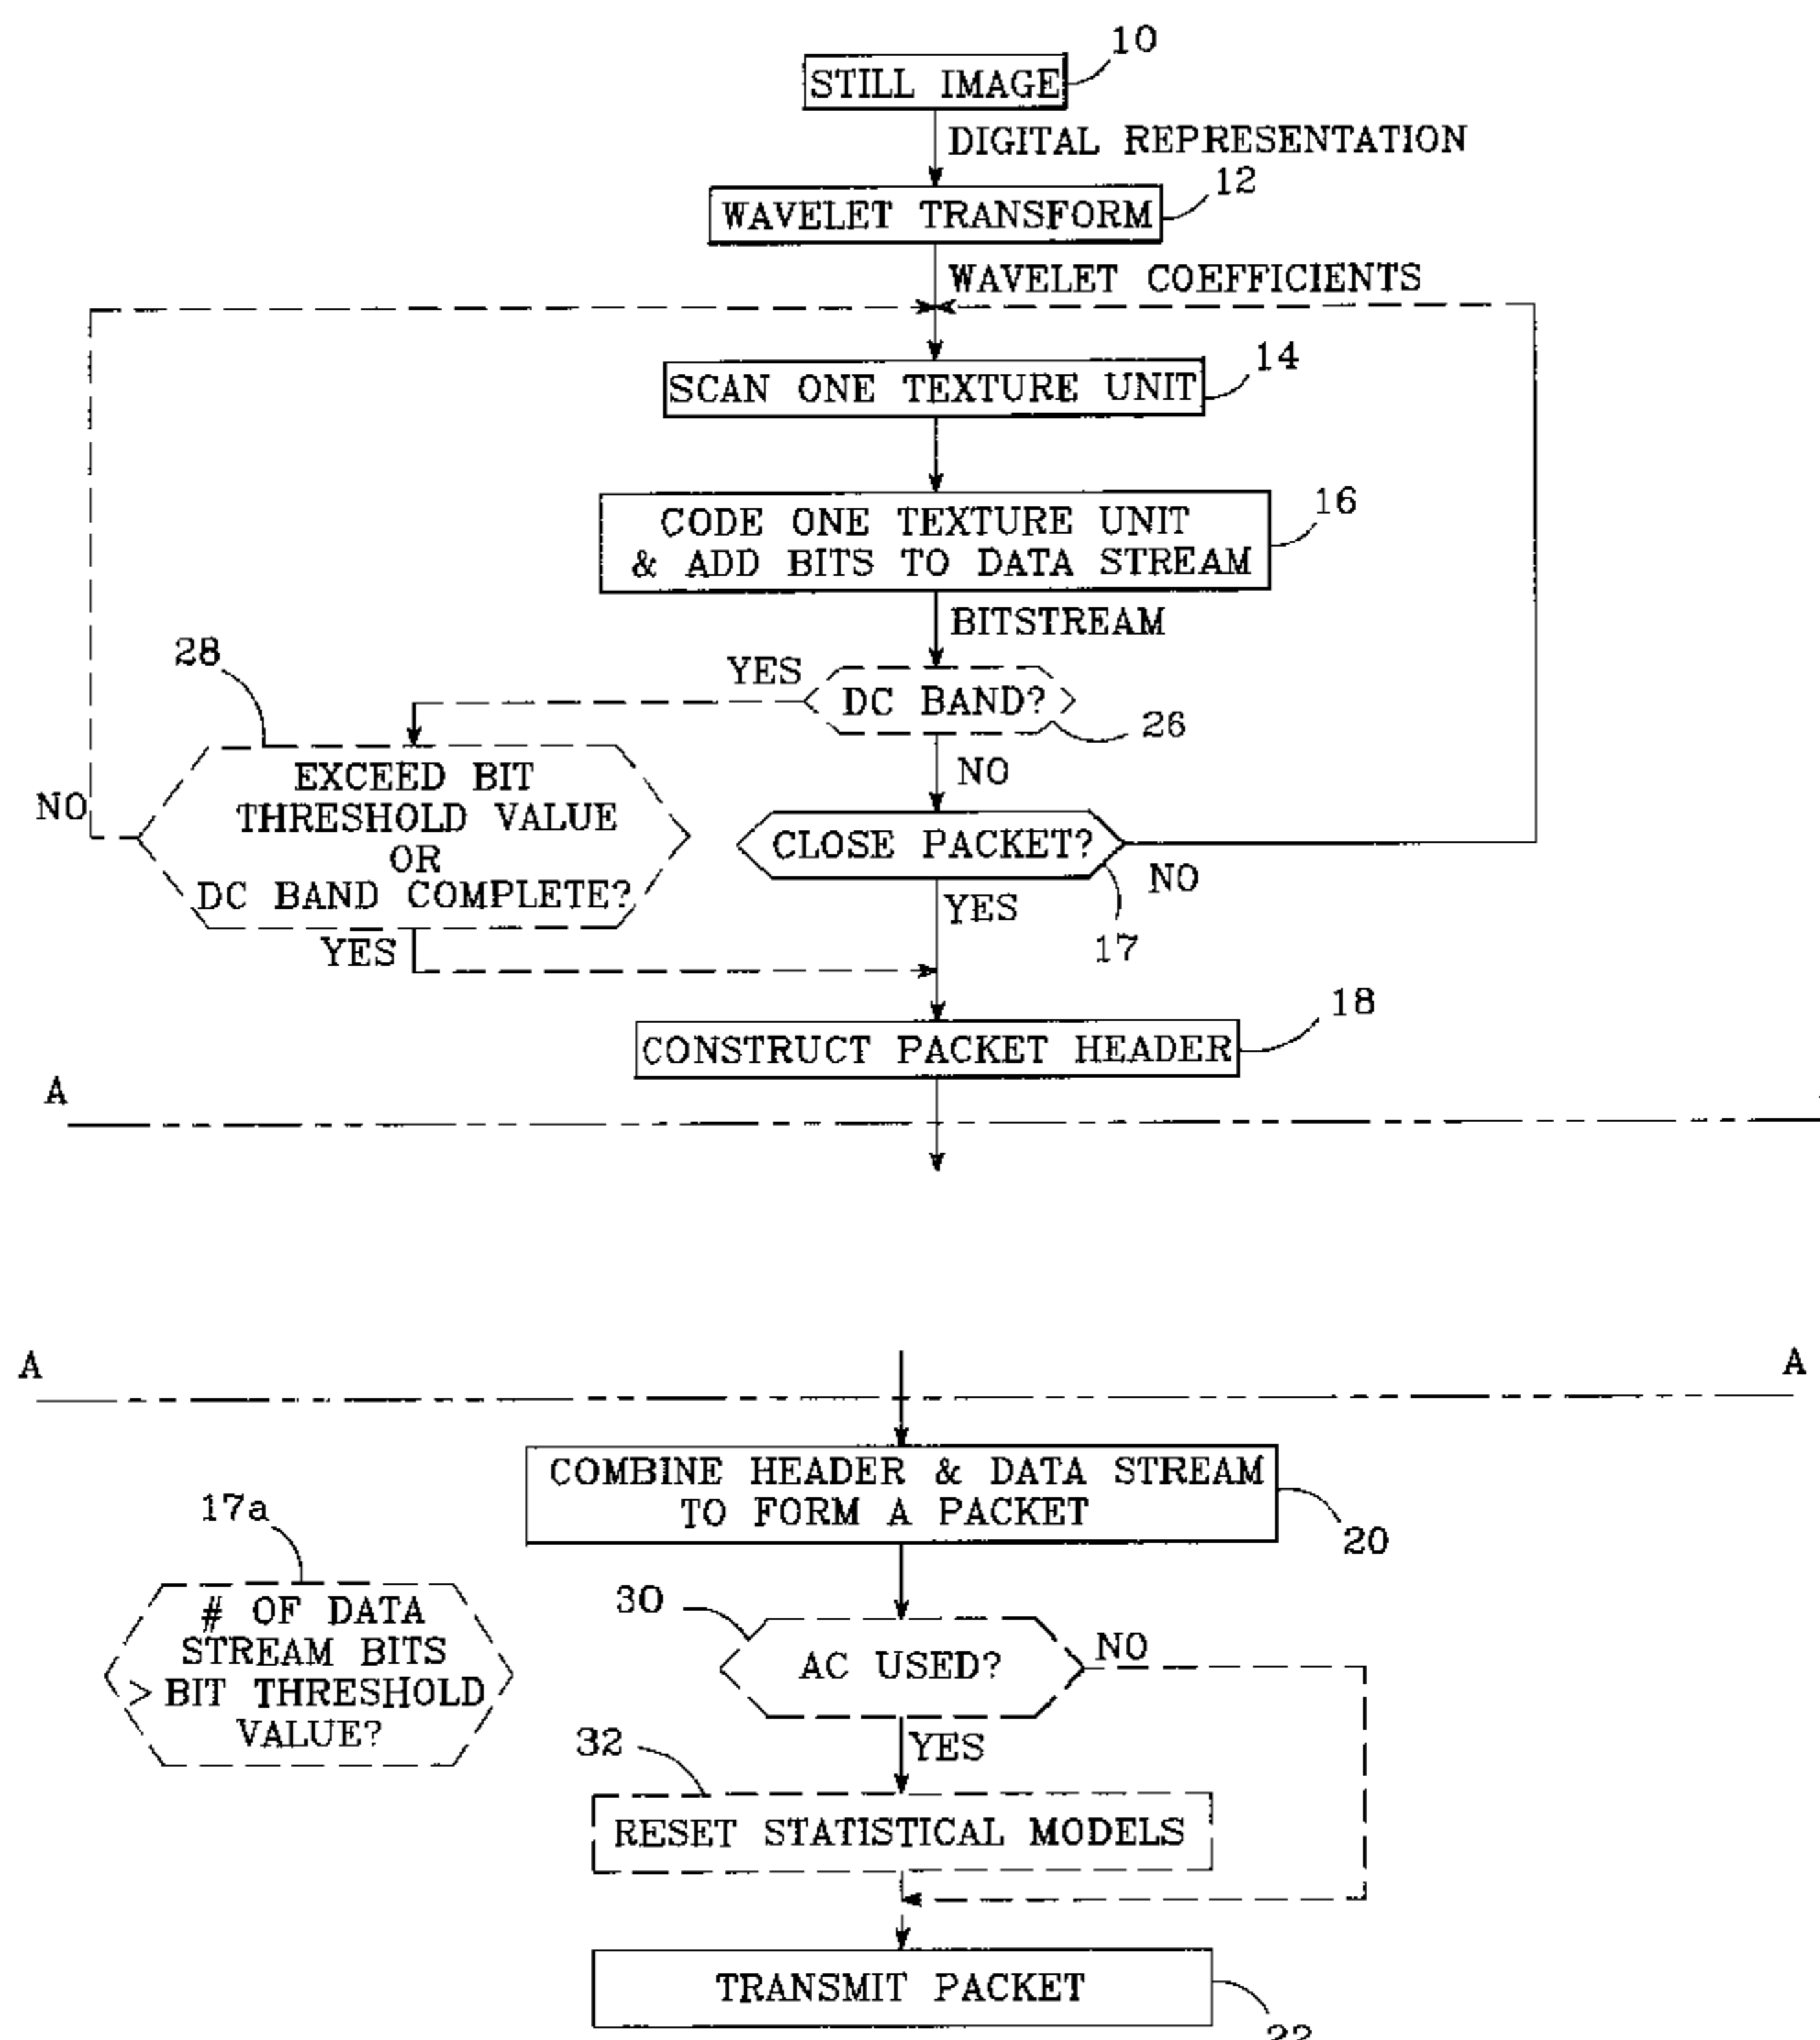 10
STILL IMAGE
DIGITAL REPRESENTATION
12
WAVELET TRANSFORM
WAVELET COEFFICIENTS
14
SCAN ONE TEXTURE UNIT
16
CODE ONE TEXTURE UNIT
& ADD BITS TO DATA STREAM
BITSTREAM
28
YES
DC BAND?
26
NO
EXCEED BIT
THRESHOLD VALUE
OR
DC BAND COMPLETE?
NO
CLOSE PACKET?
NO
YES
17
YES
18
CONSTRUCT PACKET HEADER
A
A
A
COMBINE HEADER & DATA STREAM
TO FORM A PACKET
20
17a
# OF DATA
STREAM BITS
> BIT THRESHOLD
VALUE?
30
AC USED?
NO
YES
32
RESET STATISTICAL MODELS
TRANSMIT PACKET